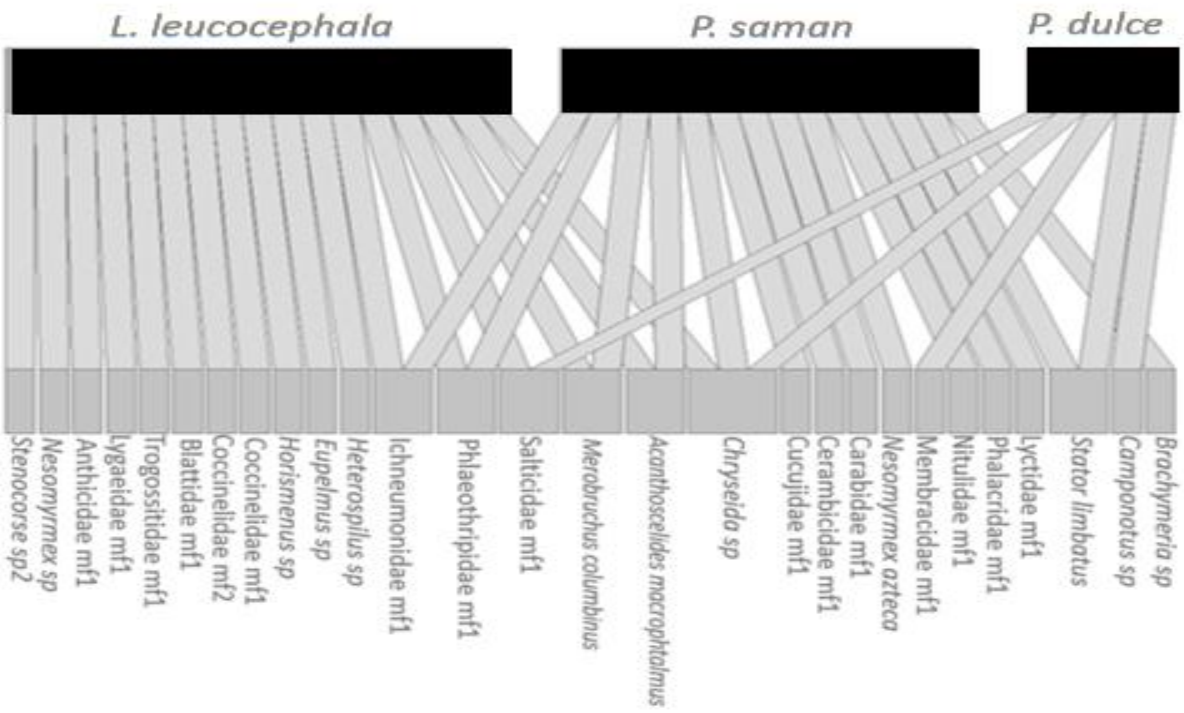 L. leucocephala
P. saman
P. dulce
Stenocorse sp2
Nesomyrmex sp
Anthicidae mf1
Lygaeidae mf1
Trogossitidae mf1
Blattidae mf1
Coccinelidae mf2
Coccinelidae mf1
Horismenus sp
Eupelmus sp
Heterospilus sp
Ichneumonidae mf1
Phlaeothripidae mf1
Salticidae mf1
Merobruchus columbinus
Acanthoscelides macrophtalmus
Chryseida sp
Cucujidae mf1
Cerambicidae mf1
Carabidae mf1
Nesomyrmex azteca
Membracidae mf1
Nitulidae mf1
Phalacridae mf1
Lyctidae mf1
Stator limbatus
Camponotus sp
Brachymeria sp